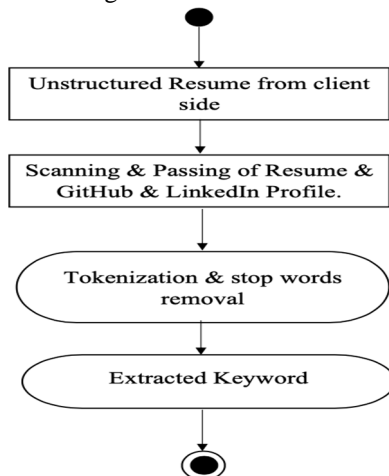 Unstructured Resume from client
side
Scanning & Passing of Resume &
GitHub & LinkedIn Profile.
Tokenization & stop words
removal
Extracted Keyword